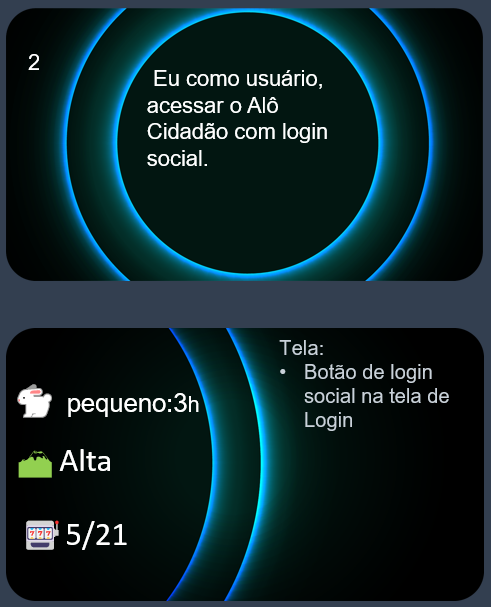 2
Eu como usuário,
acessar o Alô
Cidadão com login
social.
pequeno:3h
Alta
5/21
Tela:
• Botão de login
social na tela de
Login